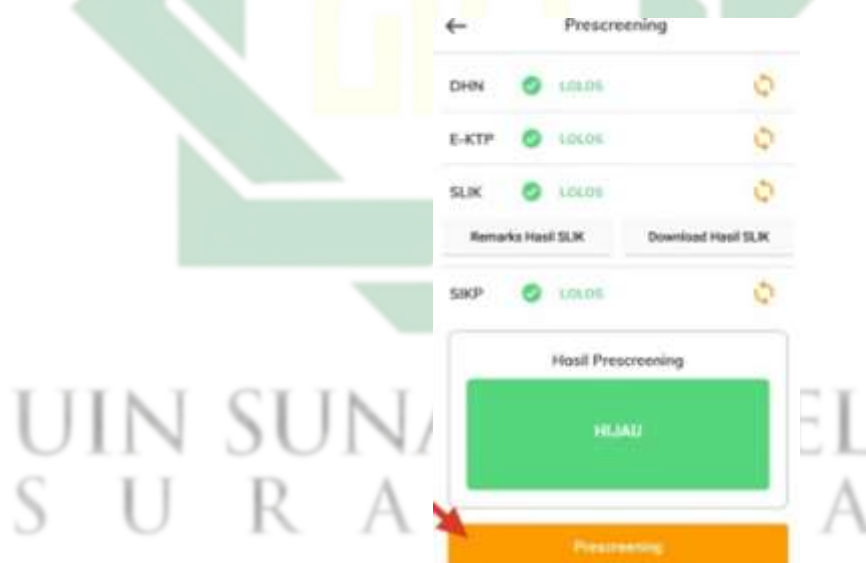 Prescreening
DHN LOLOS
E-KTP LOLOS
SLIK LOLOS
Remarks Hasil SLIK Download Hasil SLIK
SIKP LOLOS
Hasil Prescreening
HIJAU
UIN SUNA EL
S U R A A
Prescreening